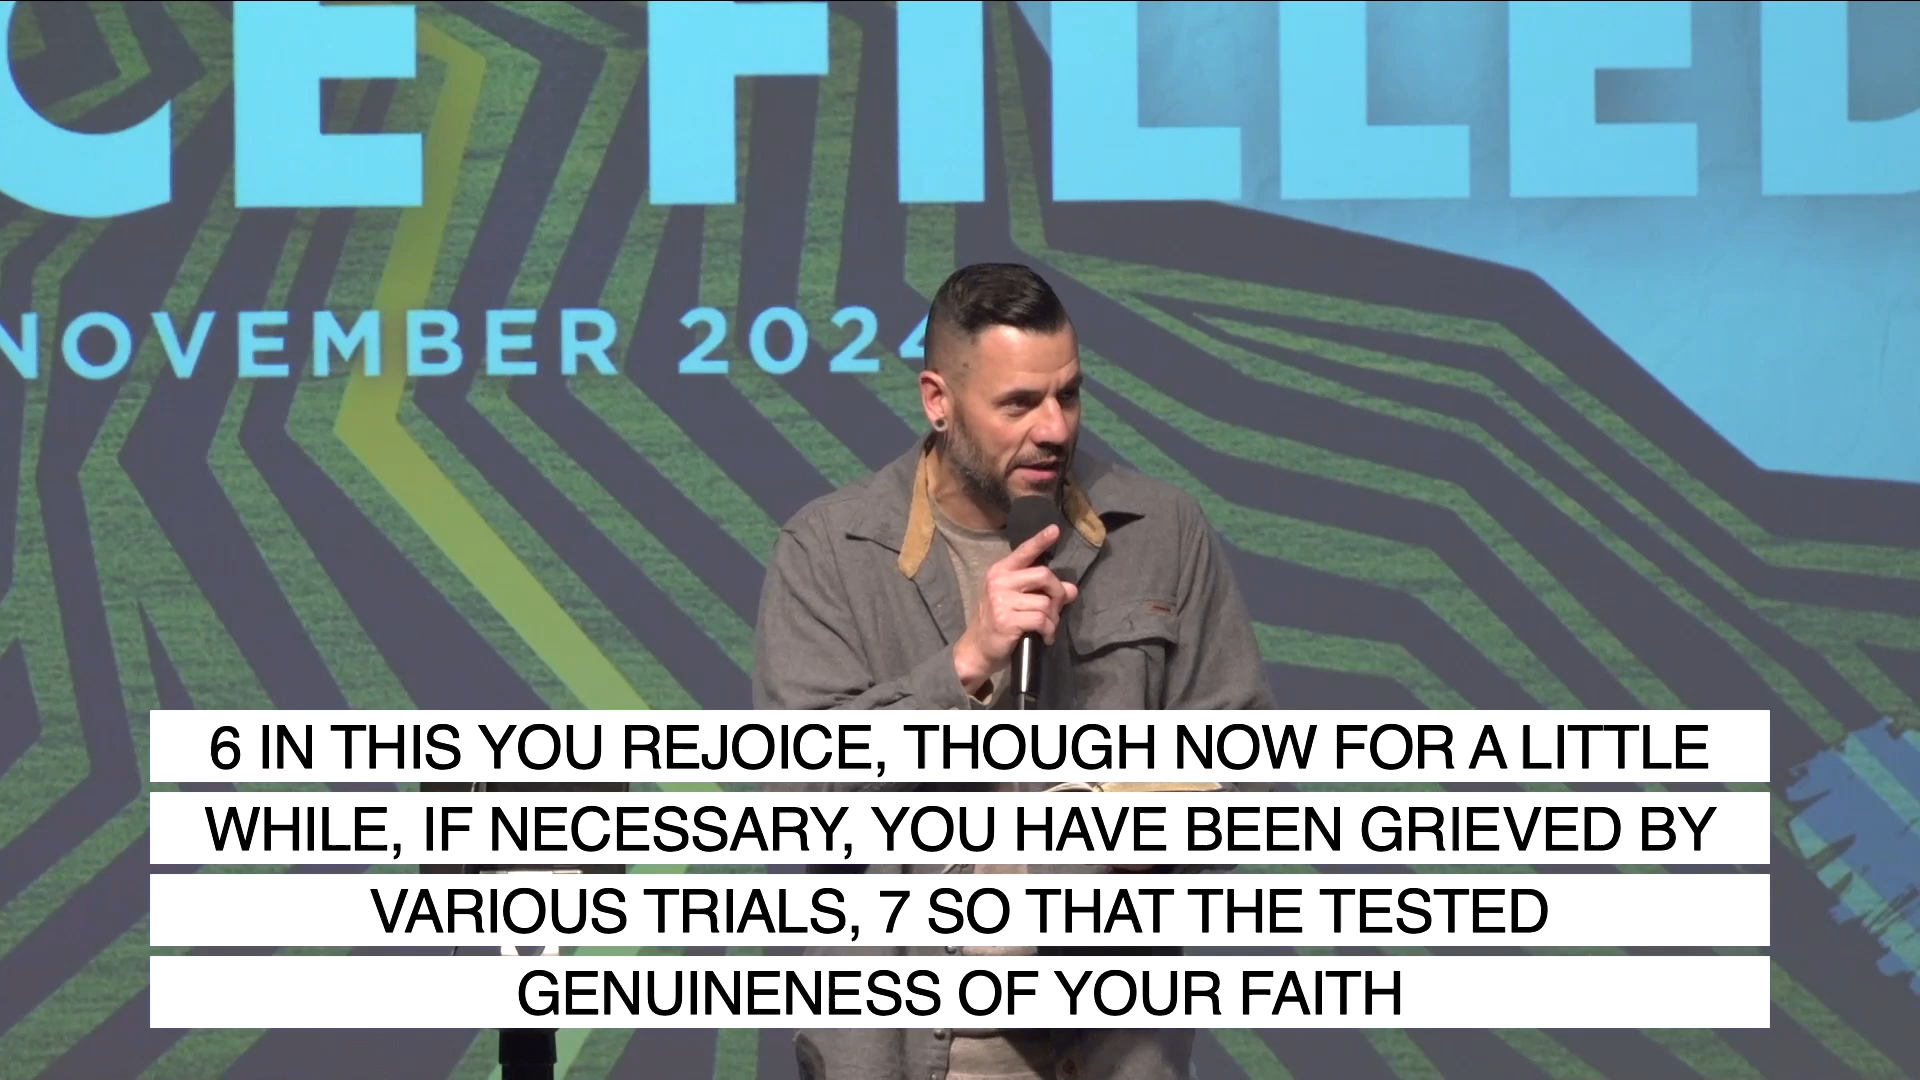 CE FILLED
NOVEMBER 2024
6 IN THIS YOU REJOICE, THOUGH NOW FOR A LITTLE
WHILE, IF NECESSARY, YOU HAVE BEEN GRIEVED BY
VARIOUS TRIALS, 7 SO THAT THE TESTED
GENUINENESS OF YOUR FAITH